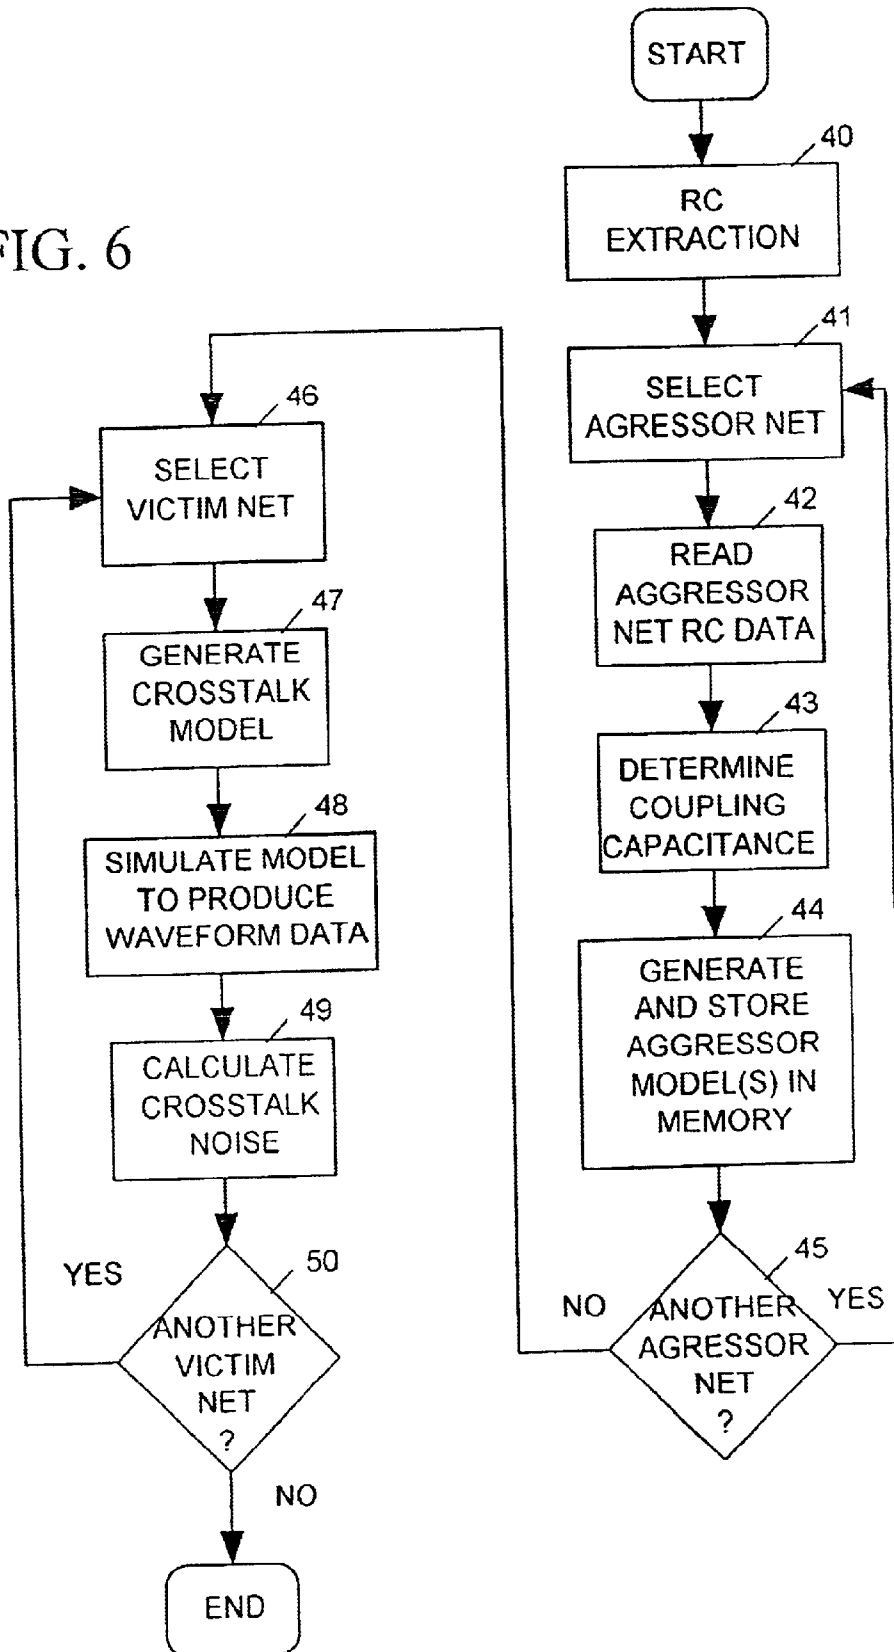 START
40
RC
EXTRACTION
41
SELECT
AGRESSOR NET
42
READ
AGGRESSOR
NET RC DATA
43
DETERMINE
COUPLING
CAPACITANCE
44
GENERATE
AND STORE
AGGRESSOR
MODEL(S) IN
MEMORY
45
ANOTHER
AGRESSOR
NET
?
YES
NO
FIG. 6
46
SELECT
VICTIM NET
47
GENERATE
CROSSTALK
MODEL
48
SIMULATE MODEL
TO PRODUCE
WAVEFORM DATA
49
CALCULATE
CROSSTALK
NOISE
50
YES
ANOTHER
VICTIM
NET
?
NO
END